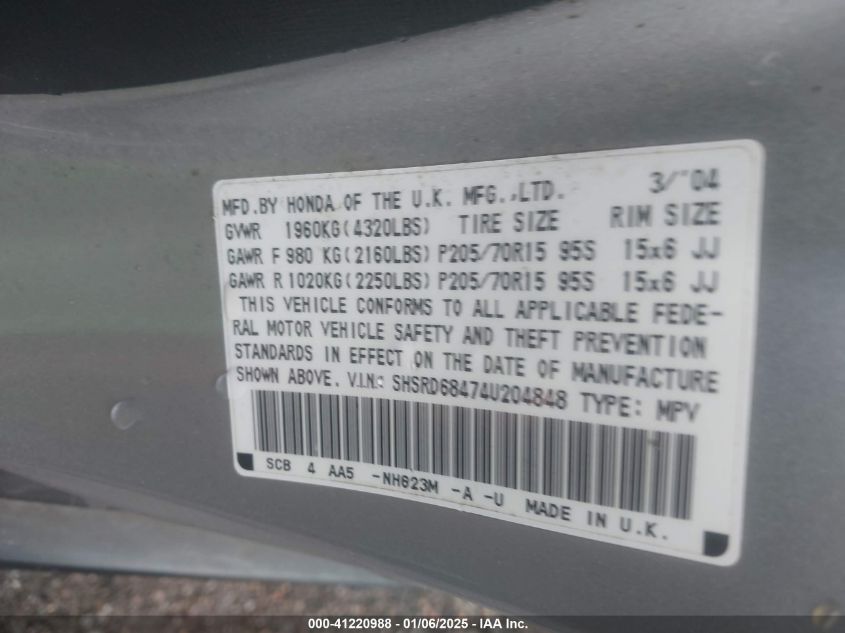 MFD.BY HONDA OF THE U.K. MFG.,LTD. 3/'04
GVWR 1960KG(4320LBS) TIRE SIZE RIM SIZE
GAWR F 980 KG(2160LBS) P205/70R15 95S 15x6 JJ
GAWR R 1020KG(2250LBS) P205/70R15 95S 15x6 JJ
THIS VEHICLE CONFORMS TO ALL APPLICABLE FEDE-
RAL MOTOR VEHICLE SAFETY AND THEFT PREVENTION
STANDARDS IN EFFECT ON THE DATE OF MANUFACTURE
SHOWN ABOVE. V.I.N.: SHSRD68474U204848 TYPE: MPV
SCB 4 AA5 -NH623M -A -U MADE IN U.K.
000-41220988 - 01/06/2025 - IAA Inc.